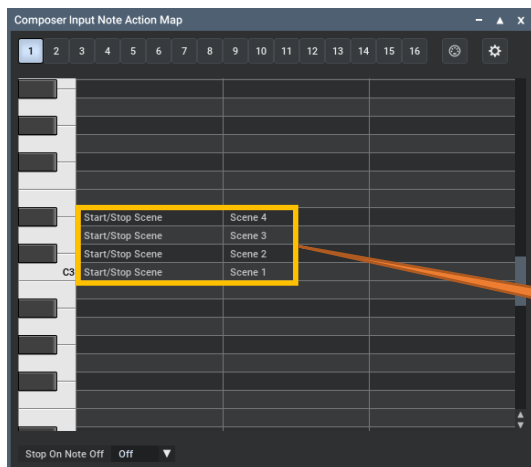 Composer Input Note Action Map
1 2 3 4 5 6 7 8 9 10 11 12 13 14 15 16
Start/Stop Scene Scene 4
Start/Stop Scene Scene 3
Start/Stop Scene Scene 2
C3 Start/Stop Scene Scene 1
Stop On Note Off Off